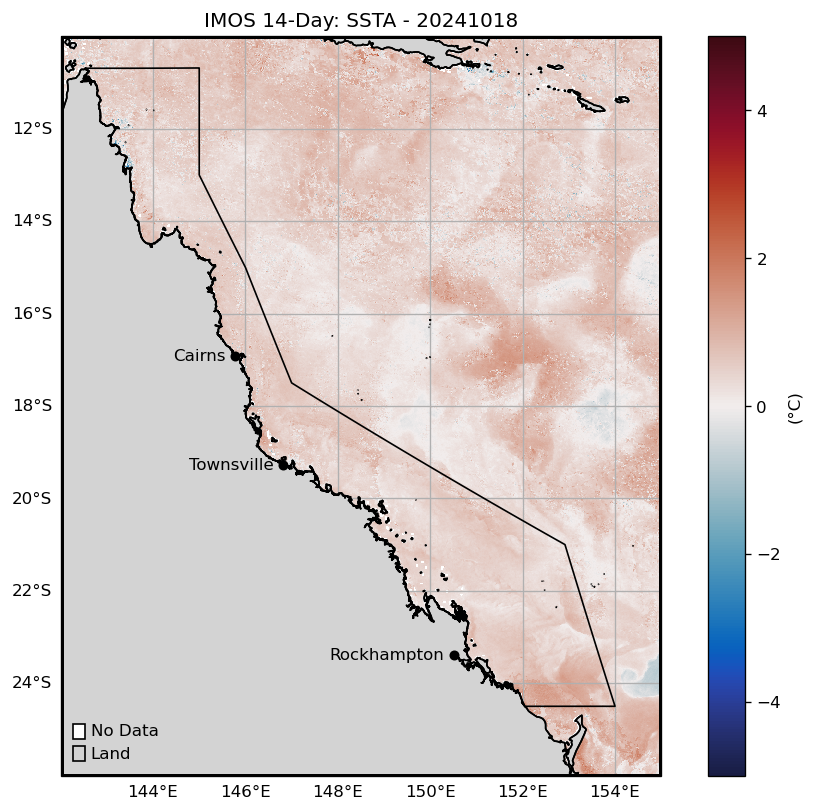 IMOS 14-Day: SSTA - 20241018
12°S
14°S
16°S
18°S
20°S
22°S
24°S
Cairns
Townsville
Rockhampton
No Data
Land
144°E 146°E 148°E 150°E 152°E 154°E
4
2
0
−2
−4
(°C)